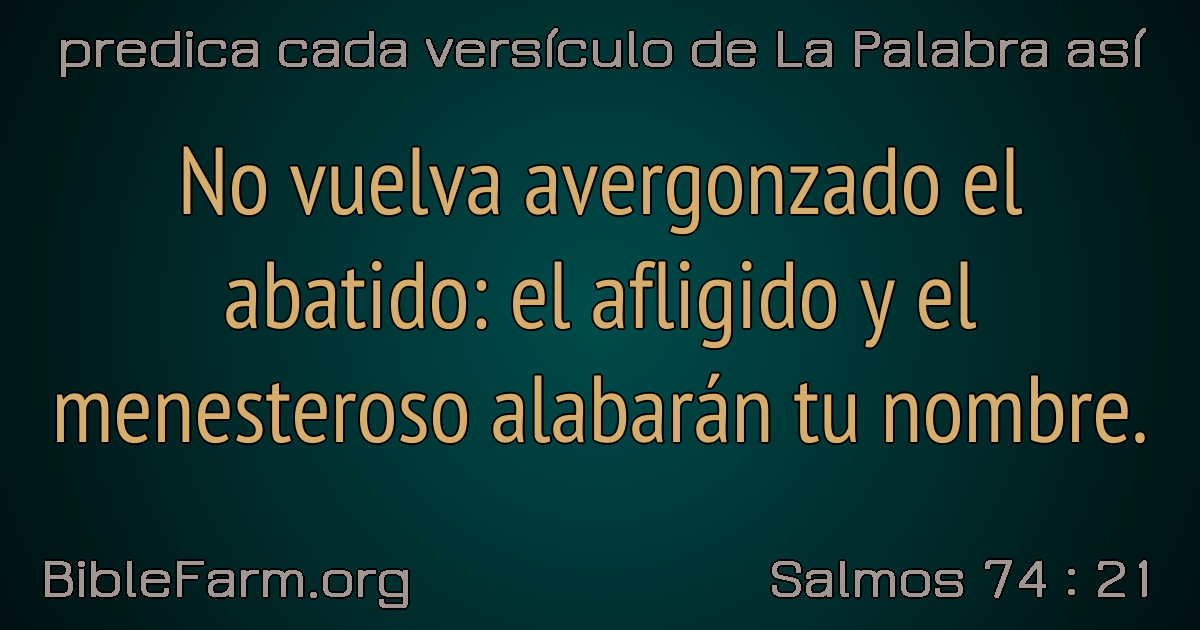 predica cada versículo de La Palabra así
No vuelva avergonzado el
abatido: el afligido y el
menesteroso alabarán tu nombre.
BibleFarm.org
Salmos 74 : 21